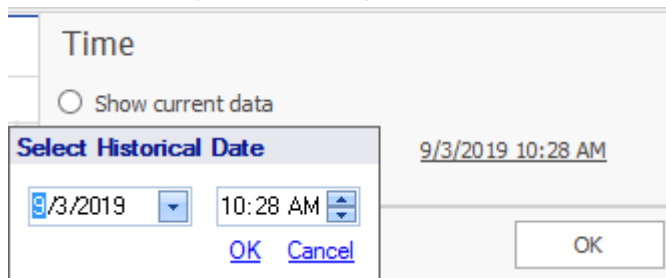 Time
Show current data
Select Historical Date
9/3/2019 10:28 AM
9/3/2019
10:28 AM
OK Cancel
OK